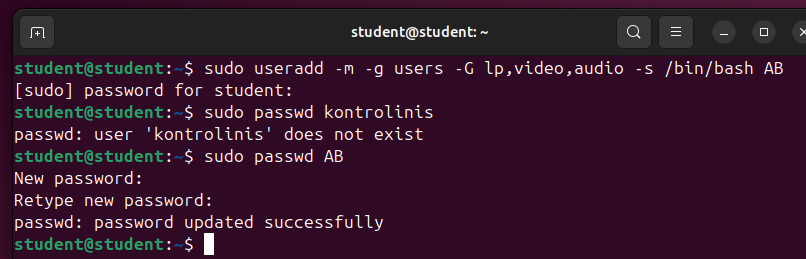 student@student: ~
student@student:~$ sudo useradd -m -g users -G lp,video,audio -s /bin/bash AB
[sudo] password for student:
student@student:~$ sudo passwd kontrolinis
passwd: user 'kontrolinis' does not exist
student@student:~$ sudo passwd AB
New password:
Retype new password:
passwd: password updated successfully
student@student:~$